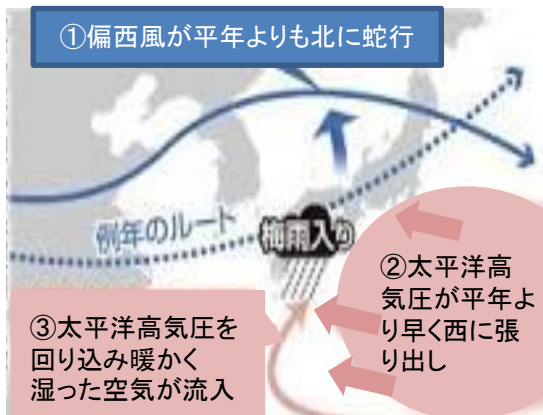 ①偏西風が平年よりも北に蛇行
例年のルート
梅雨入り
②太平洋高
気圧が平年よ
り早く西に張
り出し
③太平洋高気圧を
回り込み暖かく
湿った空気が流入